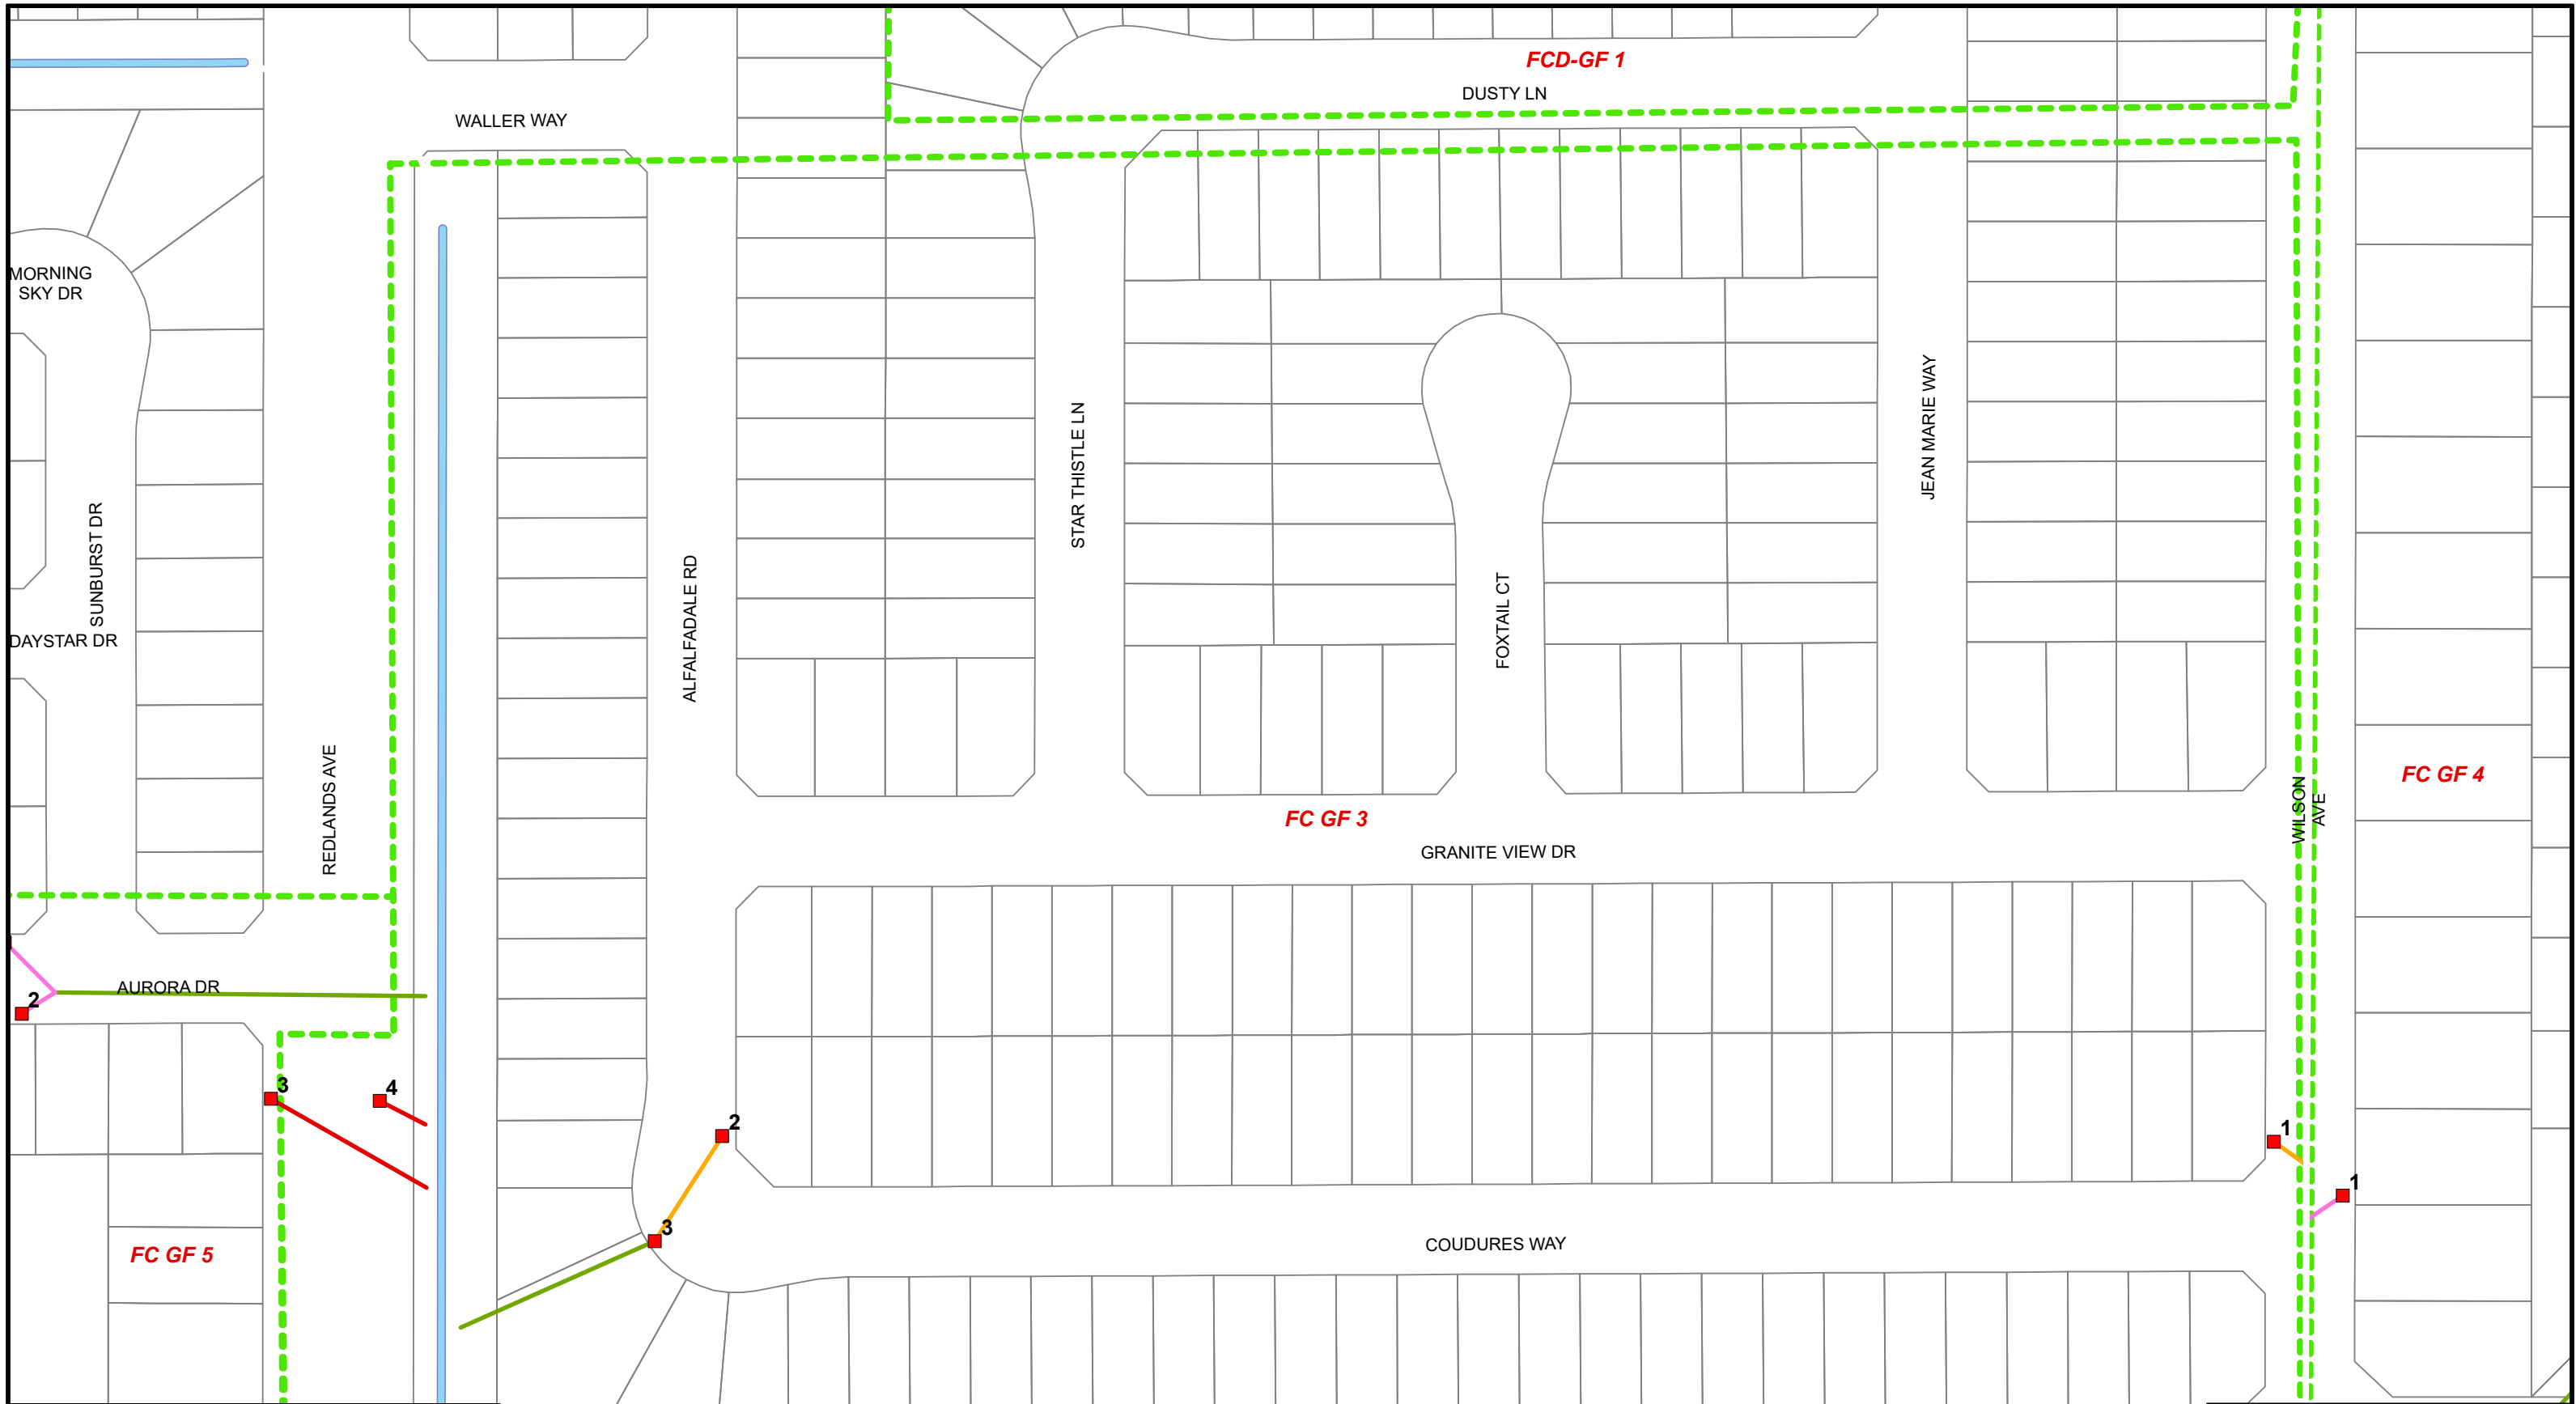 FCD-GF 1
DUSTY LN
WALLER WAY
MORNING
SKY DR
SUNBURST DR
DAYSTAR DR
REDLANDS AVE
ALFALFADALE RD
STAR THISTLE LN
FOXTAIL CT
JEAN MARIE WAY
WILSON
AVE
FC GF 4
FC GF 3
GRANITE VIEW DR
AURORA DR
2
3
4
2
3
1
1
FC GF 5
COUDURES WAY